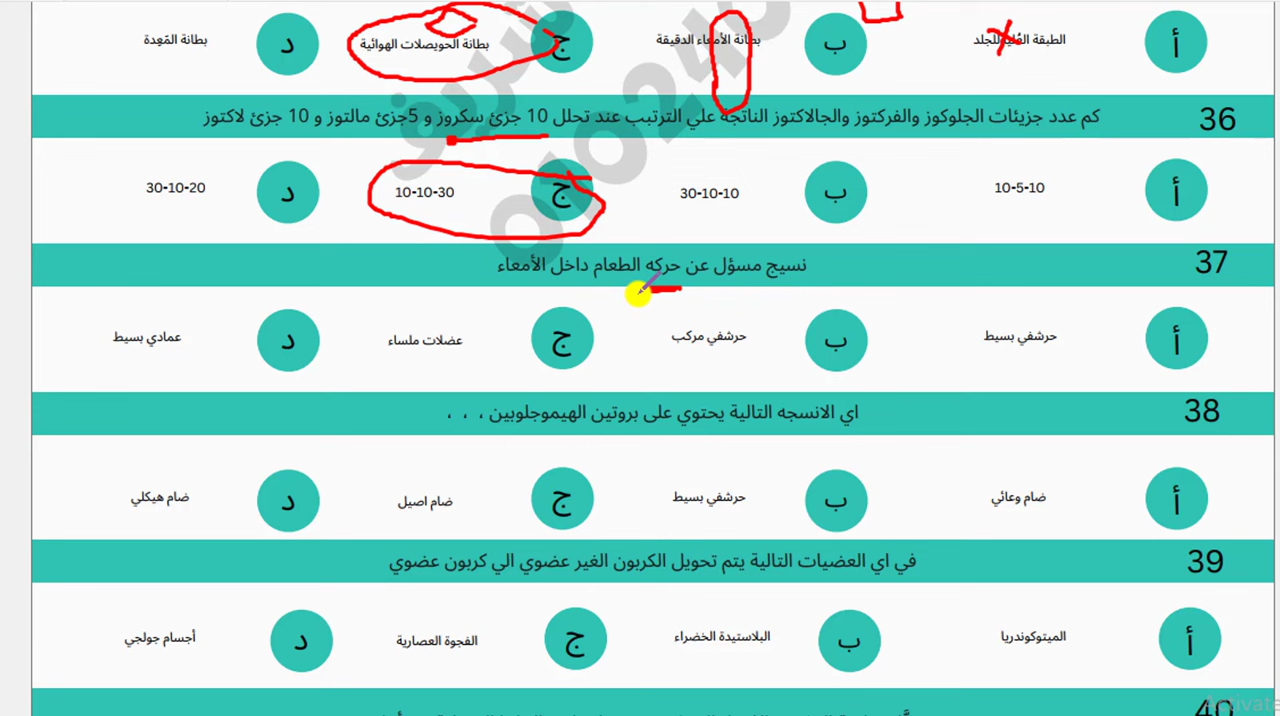 أ الطبقة العليا للجلد ب بطانة الأمعاء الدقيقة ج بطانة الحويصلات الهوائية د بطانة المَعِدة
36 كم عدد جزيئات الجلوكوز والفركتوز والجالاكتوز الناتجة علي الترتيب عند تحلل 10 جزئ سكروز و 5جزئ مالتوز و 10 جزئ لاكتوز
أ 10-5-10 ب 30-10-10 ج 10-10-30 د 30-10-20
37 نسيج مسؤل عن حركه الطعام داخل الأمعاء
أ حرشفي بسيط ب حرشفي مركب ج عضلات ملساء د عمادي بسيط
38 اي الانسجه التالية يحتوي على بروتين الهيموجلوبين ، ، ،
أ ضام وعائي ب حرشفي بسيط ج ضام اصيل د ضام هيكلي
39 في اي العضيات التالية يتم تحويل الكربون الغير عضوي الي كربون عضوي
أ الميتوكوندريا ب البلاستيدة الخضراء ج الفجوة العصارية د أجسام جولجي
40
Activate